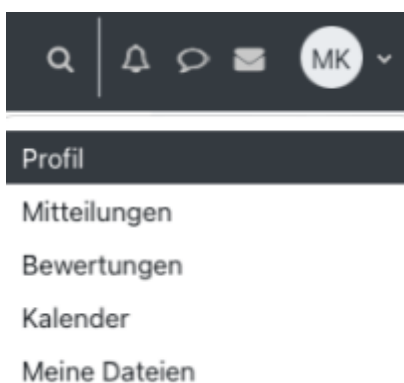 MK
Profil
Mitteilungen
Bewertungen
Kalender
Meine Dateien